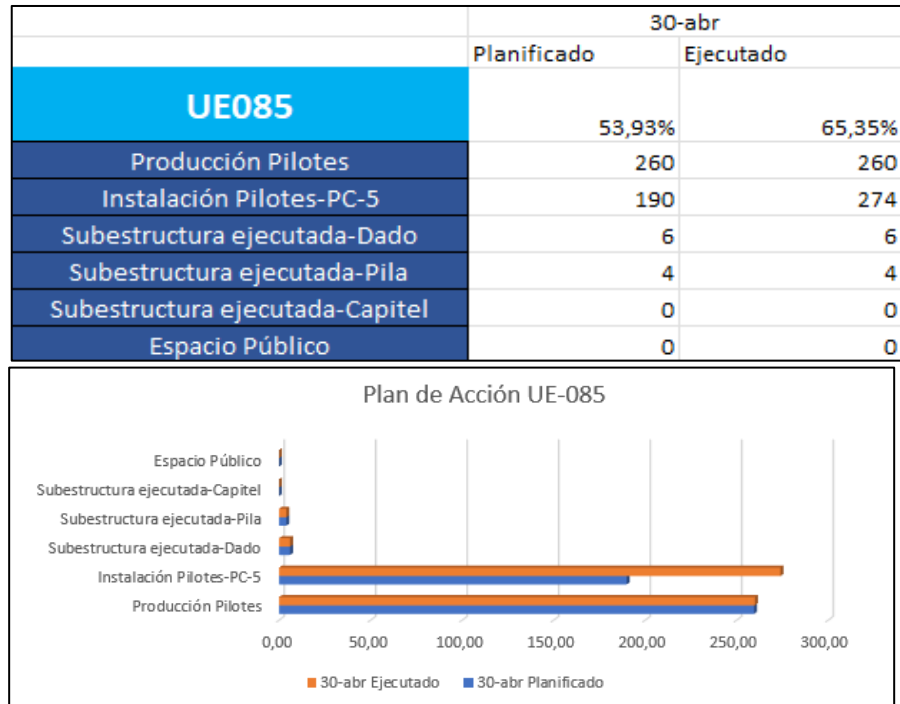 30-abr
Planificado Ejecutado
UE085 53,93% 65,35%
Producción Pilotes 260 260
Instalación Pilotes-PC-5 190 274
Subestructura ejecutada-Dado 6 6
Subestructura ejecutada-Pila 4 4
Subestructura ejecutada-Capitel 0 0
Espacio Público 0 0
Plan de Acción UE-085
Espacio Público
Subestructura ejecutada-Capitel
Subestructura ejecutada-Pila
Subestructura ejecutada-Dado
Instalación Pilotes-PC-5
Producción Pilotes
0,00 50,00 100,00 150,00 200,00 250,00 300,00
30-abr Ejecutado 30-abr Planificado